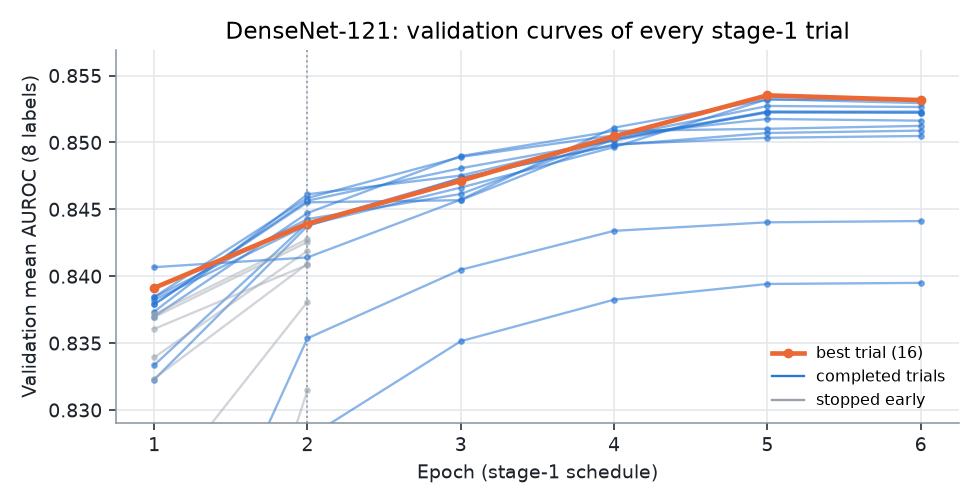 DenseNet-121: validation curves of every stage-1 trial
Validation mean AUROC (8 labels)
0.855
0.850
0.845
0.840
0.835
0.830
best trial (16)
completed trials
stopped early
1 2 3 4 5 6
Epoch (stage-1 schedule)